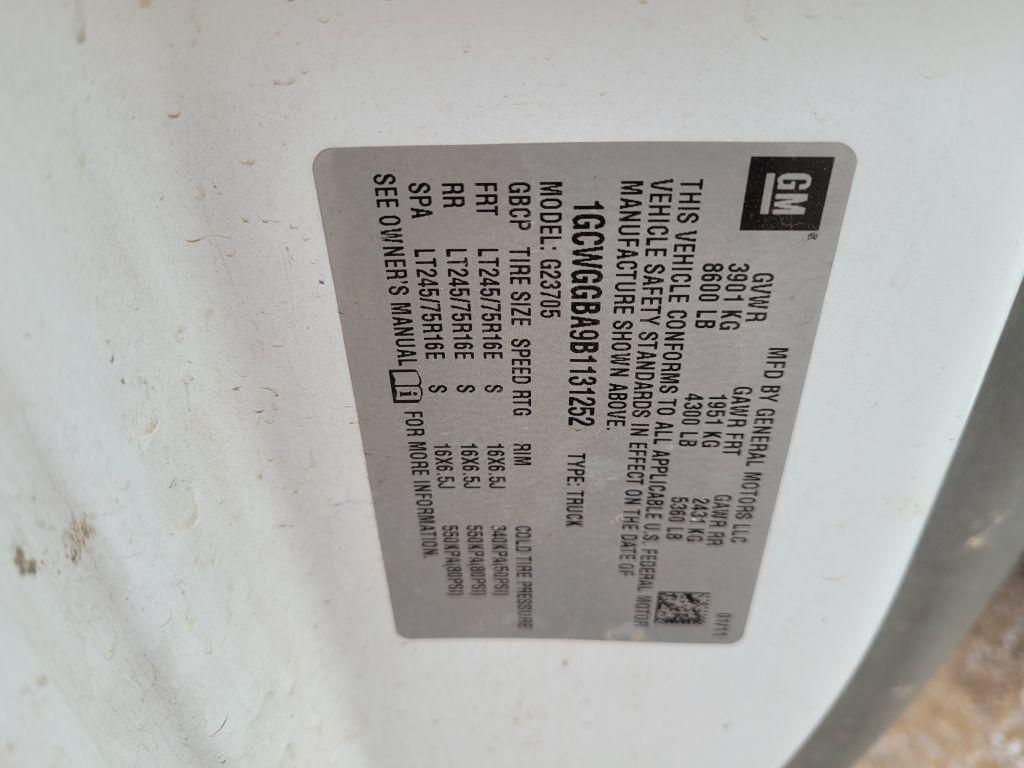 GM®
MFD BY GENERAL MOTORS LLC 01/11
GVWR GAWR FRT GAWR RR
3901 KG 1951 KG 2431 KG
8600 LB 4300 LB 5360 LB
THIS VEHICLE CONFORMS TO ALL APPLICABLE U.S. FEDERAL MOTOR
VEHICLE SAFETY STANDARDS IN EFFECT ON THE DATE OF
MANUFACTURE SHOWN ABOVE.
1GCWGGBA9B1131252 TYPE: TRUCK
MODEL: G23705
GBCP TIRE SIZE SPEED RTG RIM COLD TIRE PRESSURE
FRT LT245/75R16E S 16X6.5J 340KPA(50PSI)
RR LT245/75R16E S 16X6.5J 550KPA(80PSI)
SPA LT245/75R16E S 16X6.5J 550KPA(80PSI)
SEE OWNER'S MANUAL i FOR MORE INFORMATION.